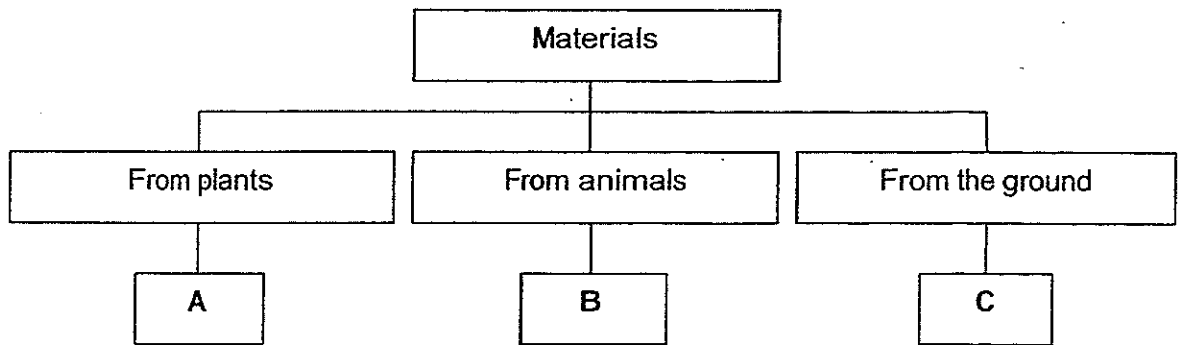 Materials
From plants
From animals
From the ground
A
B
C